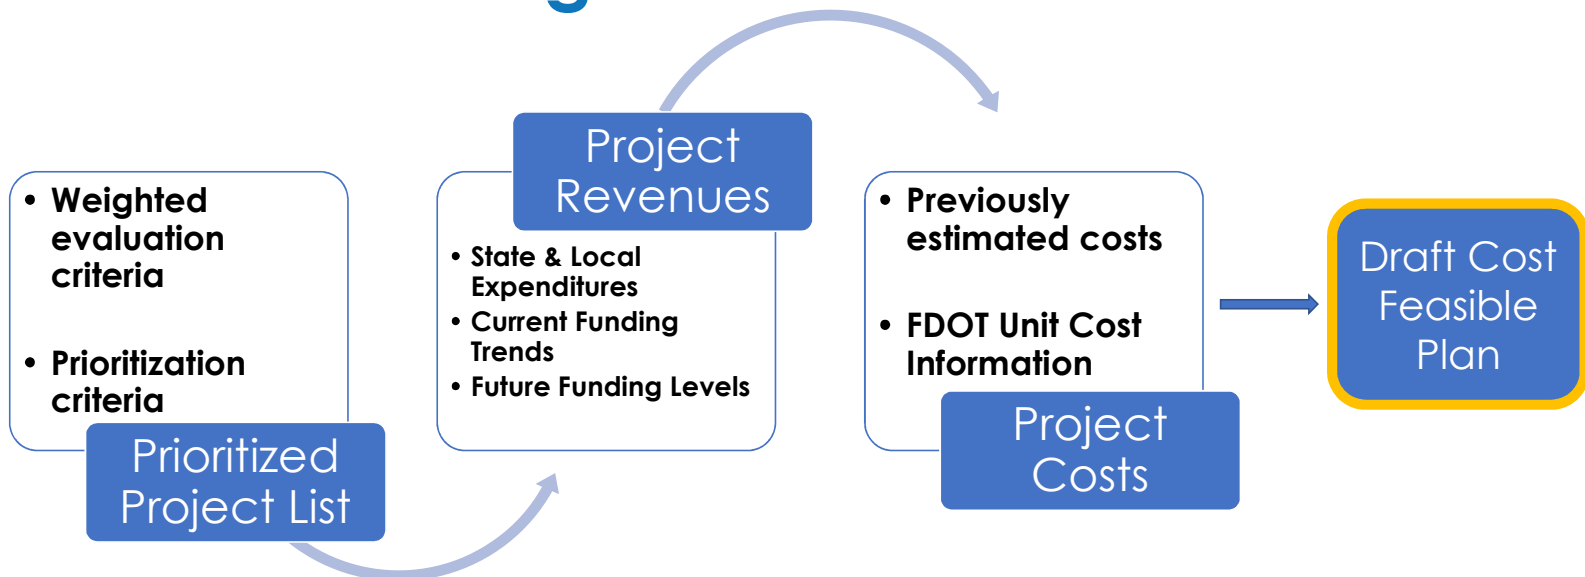 • Weighted
evaluation
criteria
• Prioritization
criteria
Prioritized
Project List
Project
Revenues
• State & Local
Expenditures
• Current Funding
Trends
• Future Funding Levels
• Previously
estimated costs
• FDOT Unit Cost
Information
Project
Costs
Draft Cost
Feasible
Plan